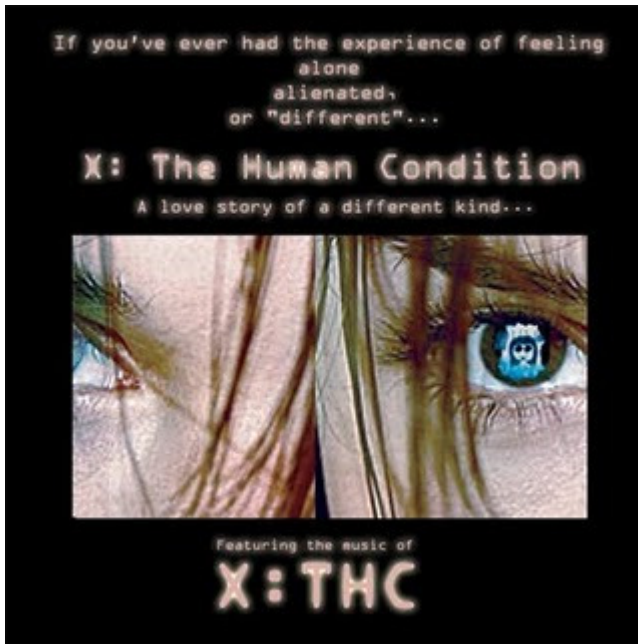 If you've ever had the experience of feeling
alone
alienated,
or "different"...
X: The Human Condition
A love story of a different kind...
Featuring the music of
X:THC